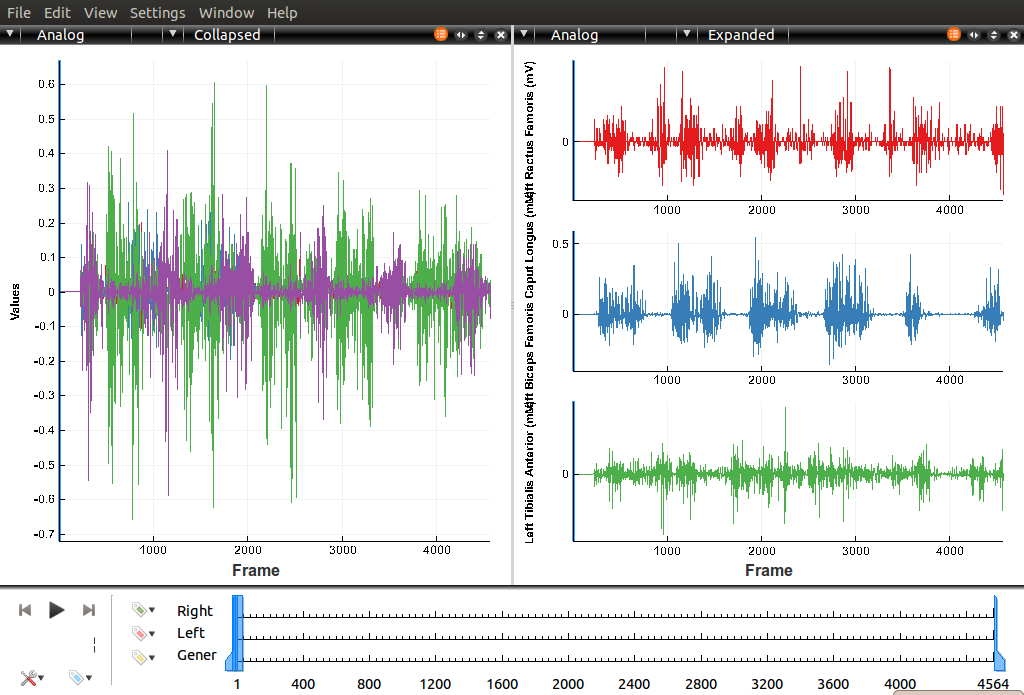 File Edit View Settings Window Help
Analog Collapsed
Analog Expanded
Values
0.6
0.5
0.4
0.3
0.2
0.1
0
-0.1
-0.2
-0.3
-0.4
-0.5
-0.6
-0.7
1000 2000 3000 4000
Frame
Left Rectus Famoris (mV)
0
1000 2000 3000 4000
Left Biceps Famoris Caput Longus (mV)
0.5
0
1000 2000 3000 4000
Left Tibialis Anterior (mV)
0
1000 2000 3000 4000
Frame
Right
Left
Gener
1 400 800 1200 1600 2000 2400 2800 3200 3600 4000 4564